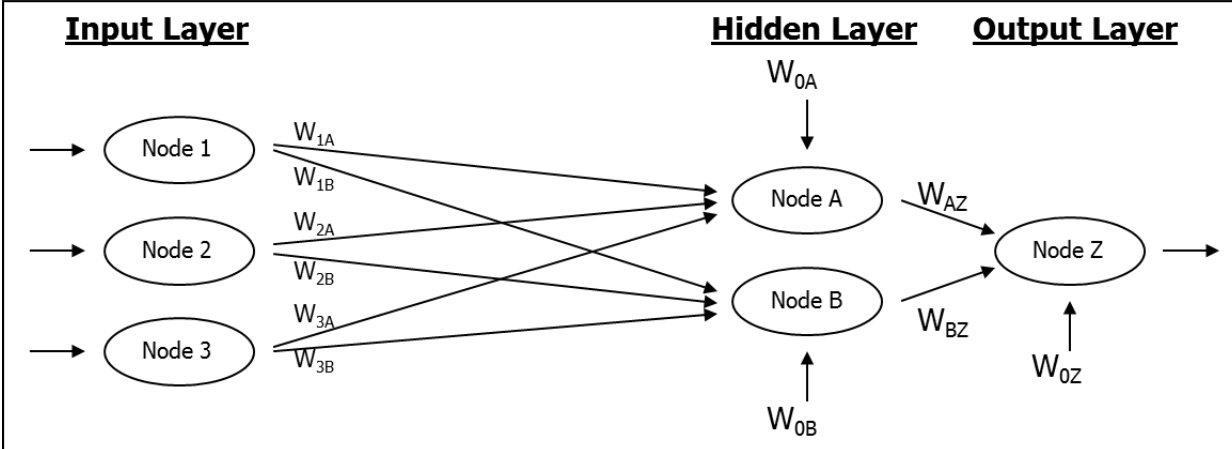 Input Layer
Hidden Layer
Output Layer
W0A
Node 1
W1A
W1B
Node 2
W2A
W2B
Node 3
W3A
W3B
Node A
WAZ
Node B
WBZ
Node Z
W0Z
W0B